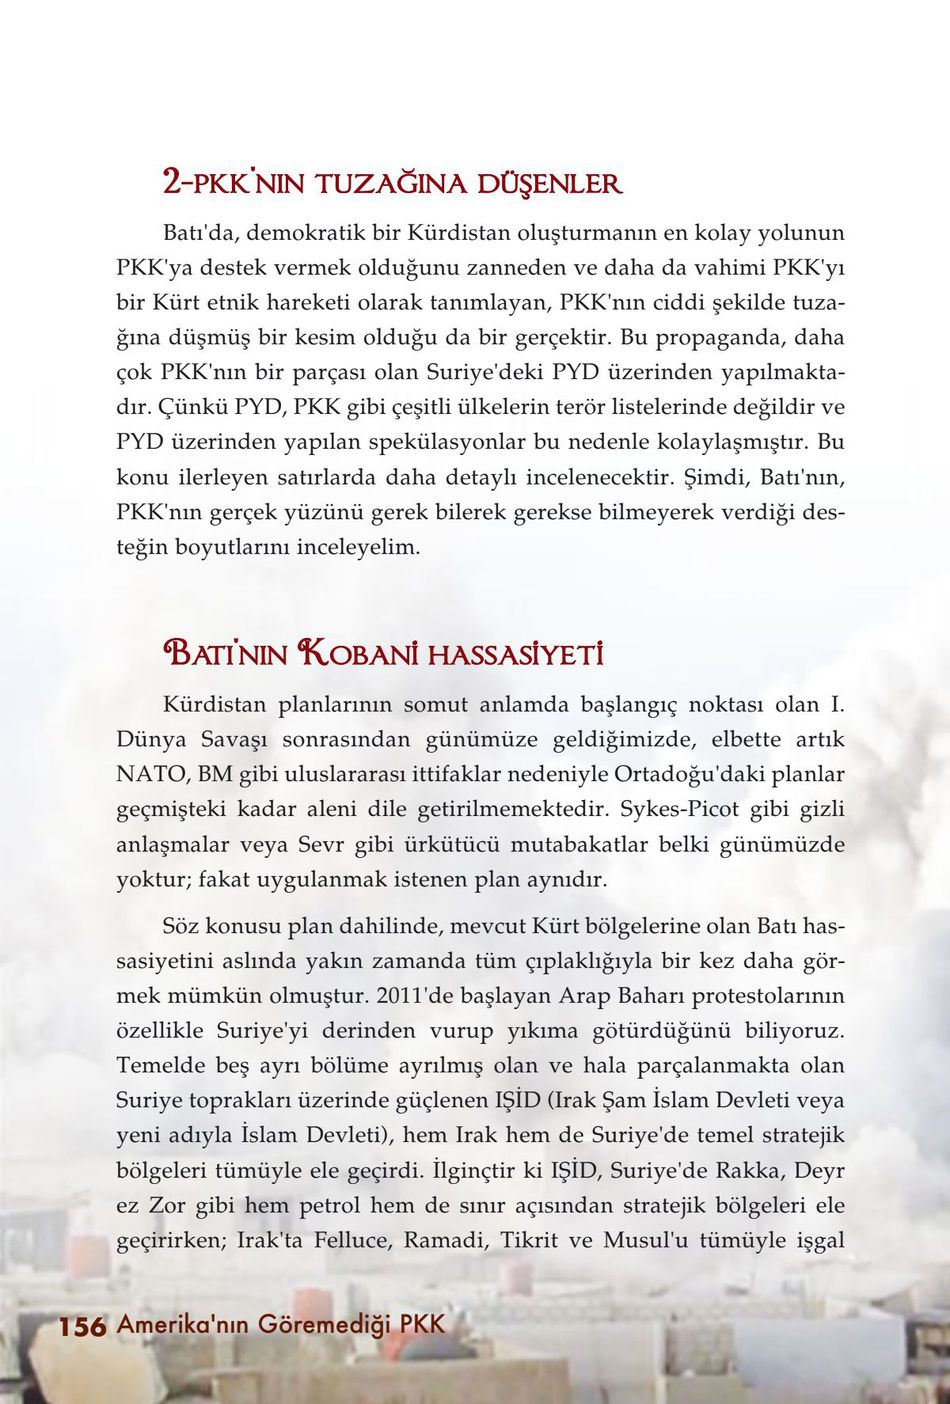 2-PKK'NIN TUZAĞINA DÜŞENLER
Batı'da, demokratik bir Kürdistan oluşturmanın en kolay yolunun
PKK'ya destek vermek olduğunu zanneden ve daha da vahimi PKK'yı
bir Kürt etnik hareketi olarak tanımlayan, PKK'nın ciddi şekilde tuza-
ğına düşmüş bir kesim olduğu da bir gerçektir. Bu propaganda, daha
çok PKK'nın bir parçası olan Suriye'deki PYD üzerinden yapılmakta-
dır. Çünkü PYD, PKK gibi çeşitli ülkelerin terör listelerinde değildir ve
PYD üzerinden yapılan spekülasyonlar bu nedenle kolaylaşmıştır. Bu
konu ilerleyen satırlarda daha detaylı incelenecektir. Şimdi, Batı'nın,
PKK'nın gerçek yüzünü gerek bilerek gerekse bilmeyerek verdiği des-
teğin boyutlarını inceleyelim.
BATI'NIN KOBANİ HASSASİYETİ
Kürdistan planlarının somut anlamda başlangıç noktası olan I.
Dünya Savaşı sonrasından günümüze geldiğimizde, elbette artık
NATO, BM gibi uluslararası ittifaklar nedeniyle Ortadoğu'daki planlar
geçmişteki kadar aleni dile getirilmemektedir. Sykes-Picot gibi gizli
anlaşmalar veya Sevr gibi ürkütücü mutabakatlar belki günümüzde
yoktur; fakat uygulanmak istenen plan aynıdır.
Söz konusu plan dahilinde, mevcut Kürt bölgelerine olan Batı has-
sasiyetini aslında yakın zamanda tüm çıplaklığıyla bir kez daha gör-
mek mümkün olmuştur. 2011'de başlayan Arap Baharı protestolarının
özellikle Suriye'yi derinden vurup yıkıma götürdüğünü biliyoruz.
Temelde beş ayrı bölüme ayrılmış olan ve hala parçalanmakta olan
Suriye toprakları üzerinde güçlenen IŞİD (Irak Şam İslam Devleti veya
yeni adıyla İslam Devleti), hem Irak hem de Suriye'de temel stratejik
bölgeleri tümüyle ele geçirdi. İlginçtir ki IŞİD, Suriye'de Rakka, Deyr
ez Zor gibi hem petrol hem de sınır açısından stratejik bölgeleri ele
geçirirken; Irak'ta Felluce, Ramadi, Tikrit ve Musul'u tümüyle işgal
156 Amerika'nın Göremediği PKK